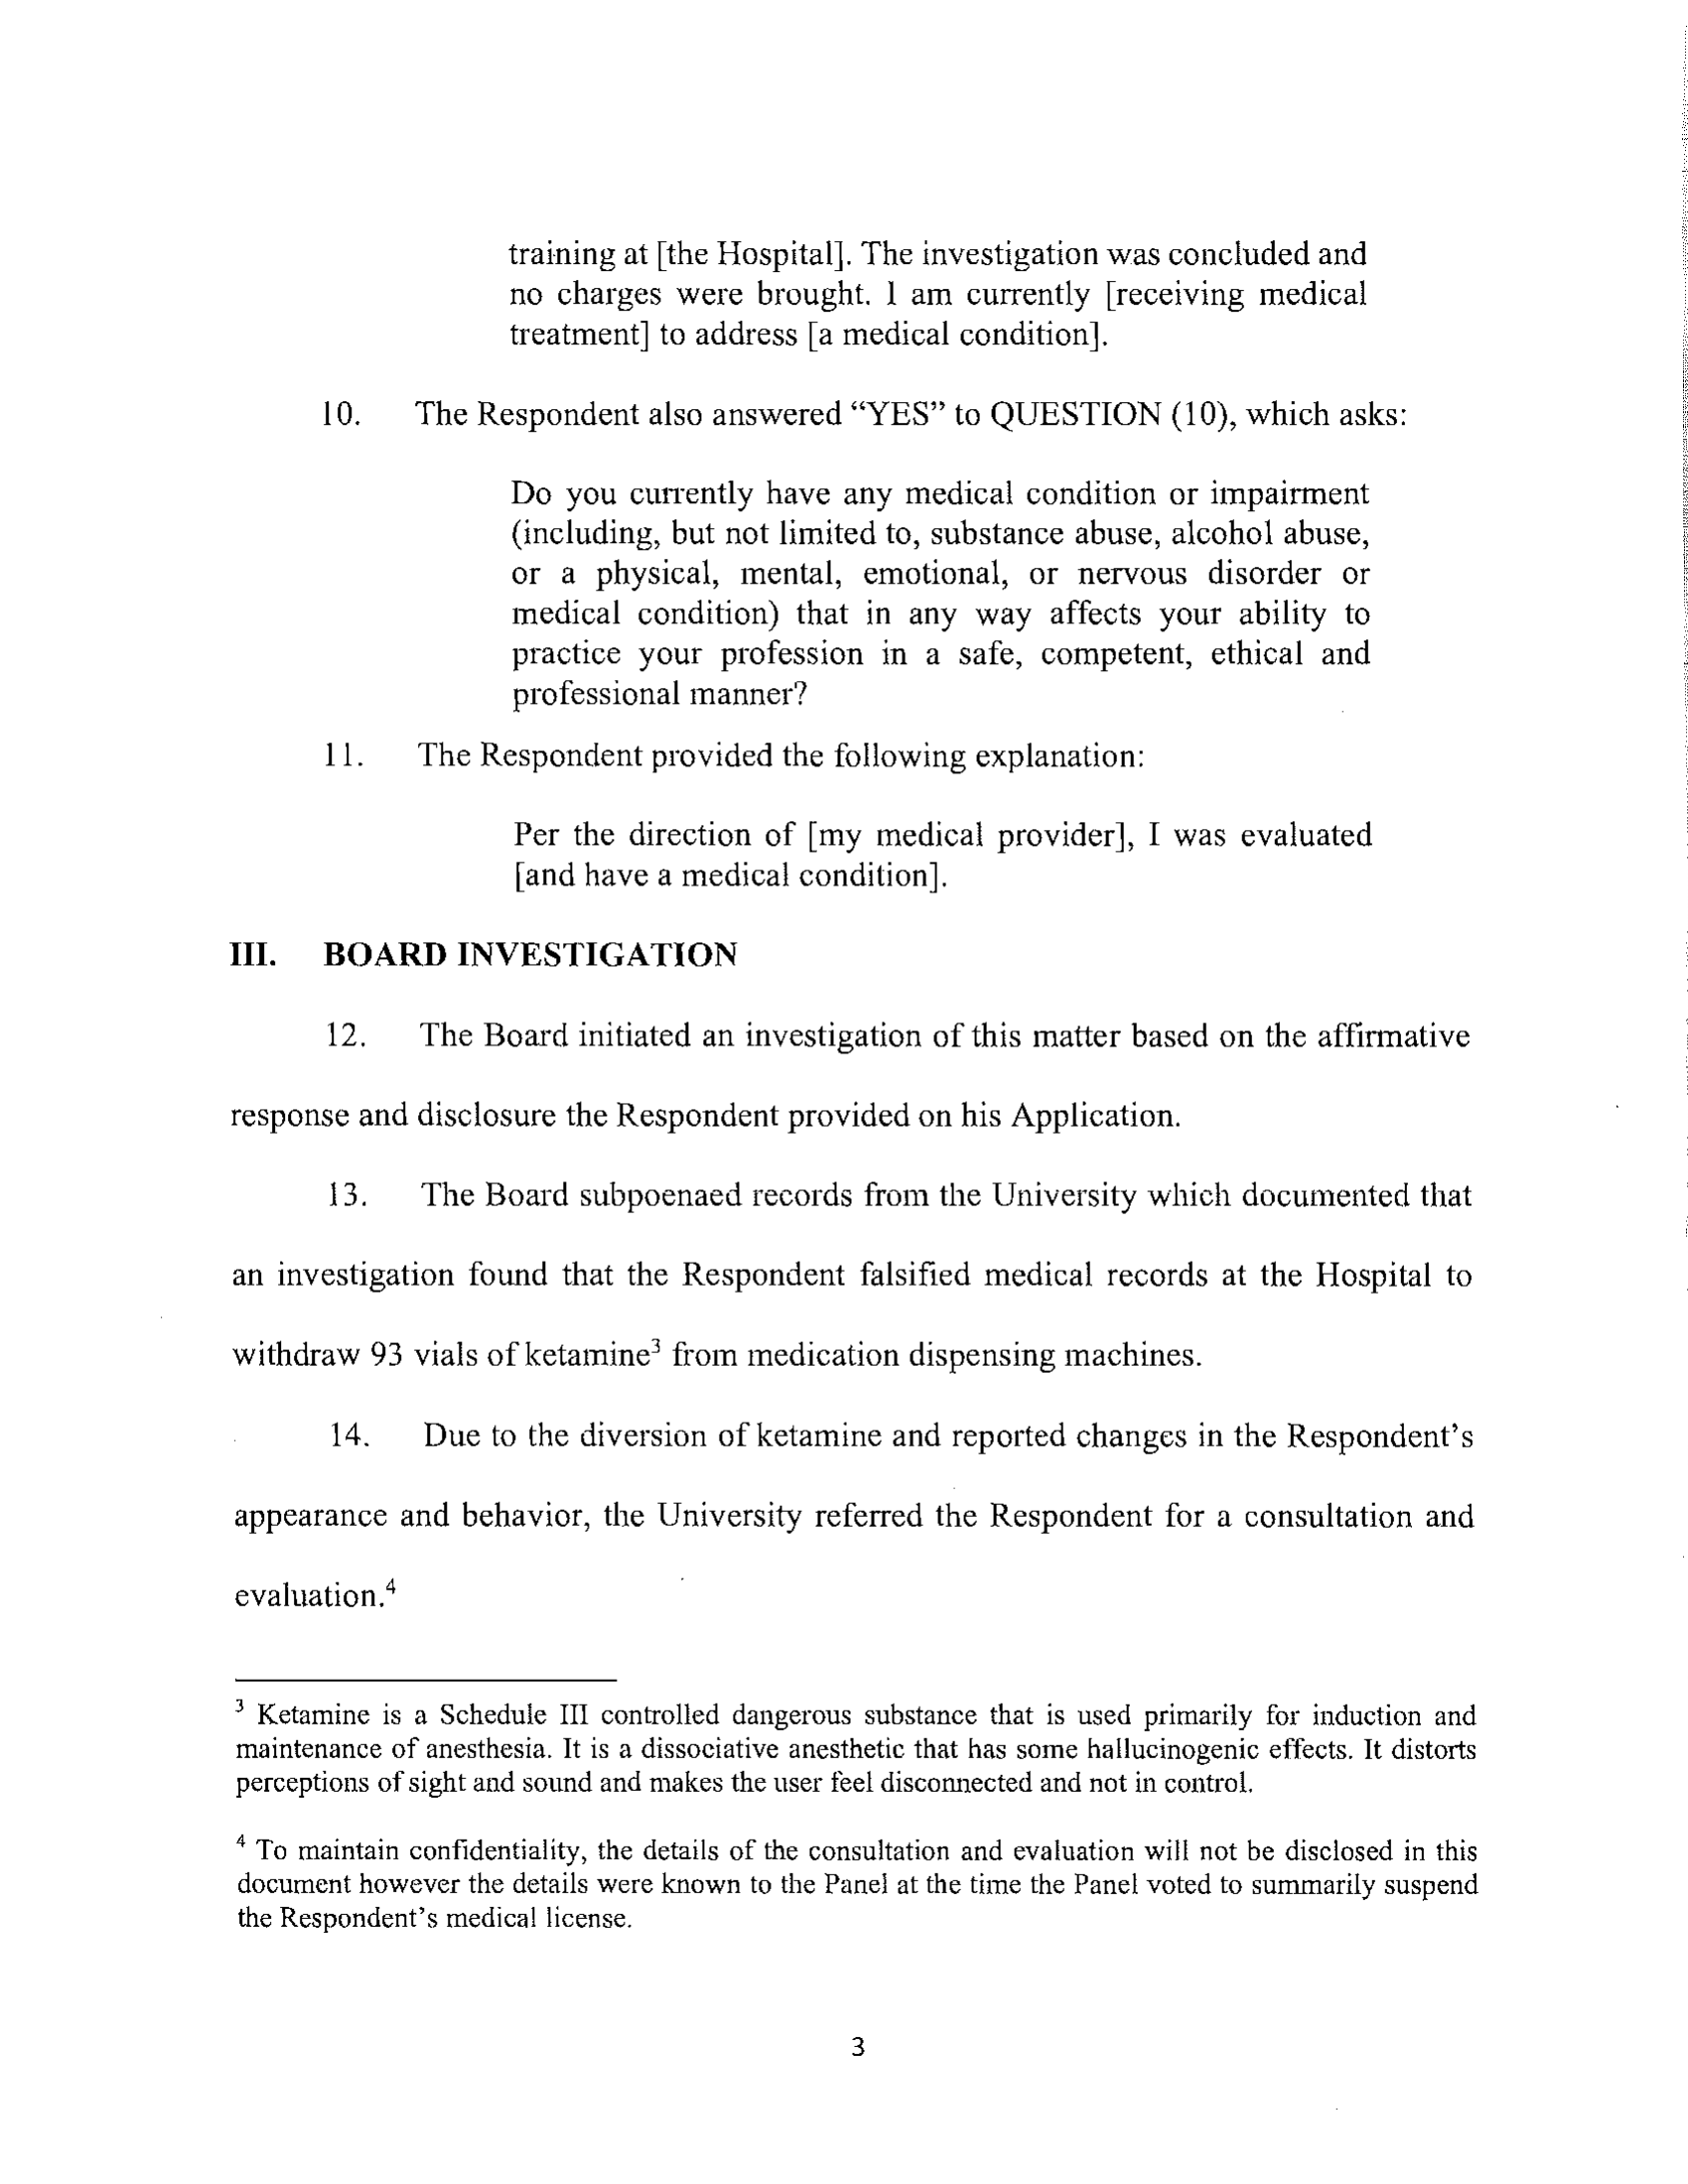 training at [the Hospital]. The investigation was concluded and
no charges were brought. I am currently [receiving medical
treatment] to address [a medical condition].
10. The Respondent also answered “YES” to QUESTION (10), which asks:
Do you currently have any medical condition or impairment
(including, but not limited to, substance abuse, alcohol abuse,
or a physical, mental, emotional, or nervous disorder or
medical condition) that in any way affects your ability to
practice your profession in a safe, competent, ethical and
professional manner?
11. The Respondent provided the following explanation:
Per the direction of [my medical provider], I was evaluated
[and have a medical condition].
III. BOARD INVESTIGATION
12. The Board initiated an investigation of this matter based on the affirmative
response and disclosure the Respondent provided on his Application.
13. The Board subpoenaed records from the University which documented that
an investigation found that the Respondent falsified medical records at the Hospital to
withdraw 93 vials of ketamine³ from medication dispensing machines.
14. Due to the diversion of ketamine and reported changes in the Respondent’s
appearance and behavior, the University referred the Respondent for a consultation and
evaluation.⁴
³ Ketamine is a Schedule III controlled dangerous substance that is used primarily for induction and
maintenance of anesthesia. It is a dissociative anesthetic that has some hallucinogenic effects. It distorts
perceptions of sight and sound and makes the user feel disconnected and not in control.
⁴ To maintain confidentiality, the details of the consultation and evaluation will not be disclosed in this
document however the details were known to the Panel at the time the Panel voted to summarily suspend
the Respondent’s medical license.
3